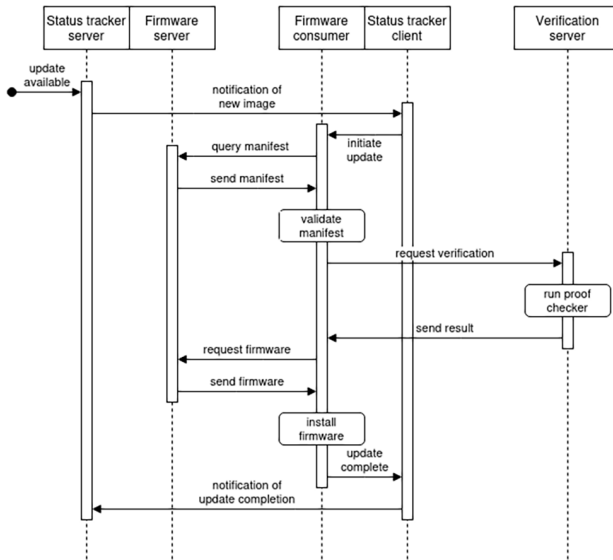 Status tracker
server
Firmware
server
Firmware
consumer
Status tracker
client
Verification
server
update
available
notification of
new image
initiate
update
query manifest
send manifest
validate
manifest
request verification
run proof
checker
send result
request firmware
send firmware
install
firmware
update
complete
notification of
update completion